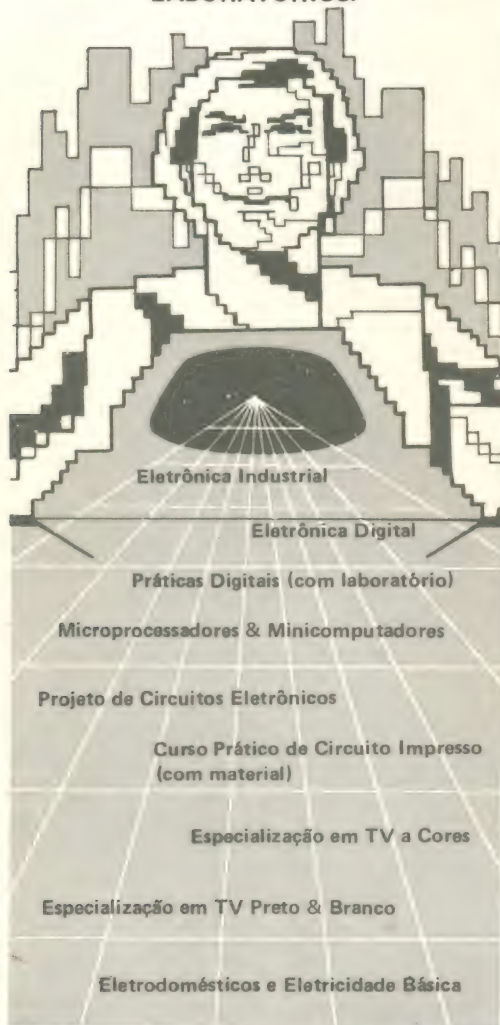 Eletrônica Industrial
Eletrônica Digital
Práticas Digitais (com laboratório)
Microprocessadores & Minicomputadores
Projeto de Circuitos Eletrônicos
Curso Prático de Circuito Impresso
(com material)
Especialização em TV a Cores
Especialização em TV Preto & Branco
Eletrodomésticos e Eletricidade Básica